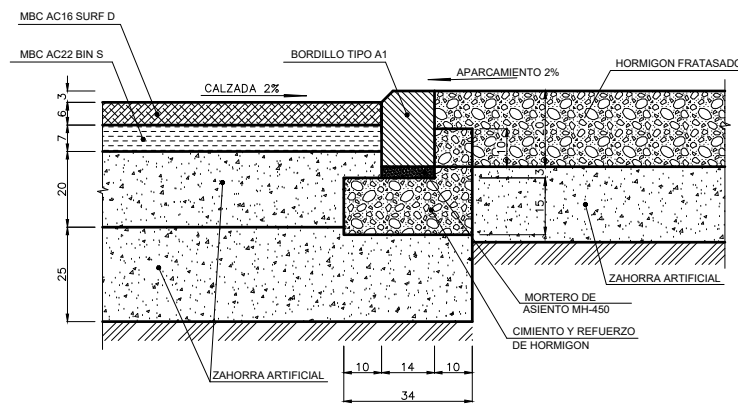 MBC AC16 SURF D
MBC AC22 BIN S
BORDILLO TIPO A1
HORMIGON FRATASADO
CALZADA 2%
APARCAMIENTO 2%
3
6
7
20
25
20
10
3
15
ZAHORRA ARTIFICIAL
MORTERO DE
ASIENTO MH-450
CIMIENTO Y REFUERZO
DE HORMIGON
ZAHORRA ARTIFICIAL
10
14
10
34